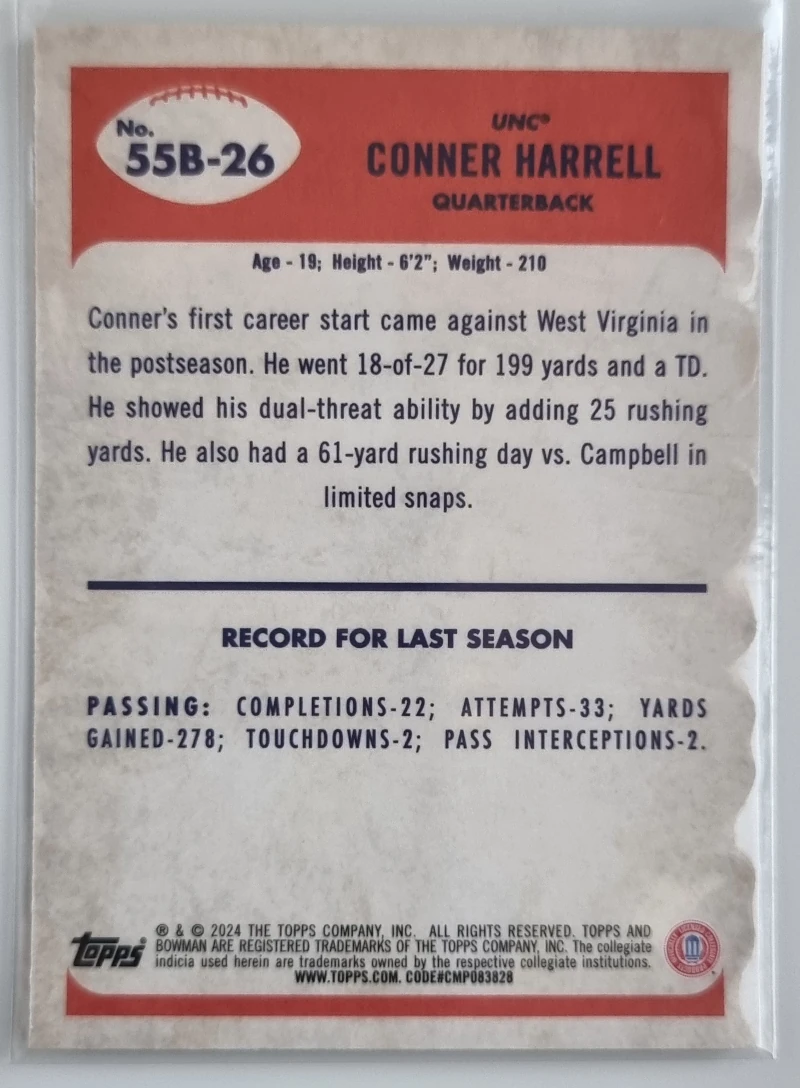 No.
55B-26
UNC®
CONNER HARRELL
QUARTERBACK
Age - 19; Height - 6'2"; Weight - 210
Conner's first career start came against West Virginia in
the postseason. He went 18-of-27 for 199 yards and a TD.
He showed his dual-threat ability by adding 25 rushing
yards. He also had a 61-yard rushing day vs. Campbell in
limited snaps.
RECORD FOR LAST SEASON
PASSING: COMPLETIONS-22; ATTEMPTS-33; YARDS
GAINED-278; TOUCHDOWNS-2; PASS INTERCEPTIONS-2.
topps
® & © 2024 THE TOPPS COMPANY, INC. ALL RIGHTS RESERVED. TOPPS AND
BOWMAN ARE REGISTERED TRADEMARKS OF THE TOPPS COMPANY, INC. The collegiate
indicia used herein are trademarks owned by the respective collegiate institutions.
WWW.TOPPS.COM. CODE#CMP083828